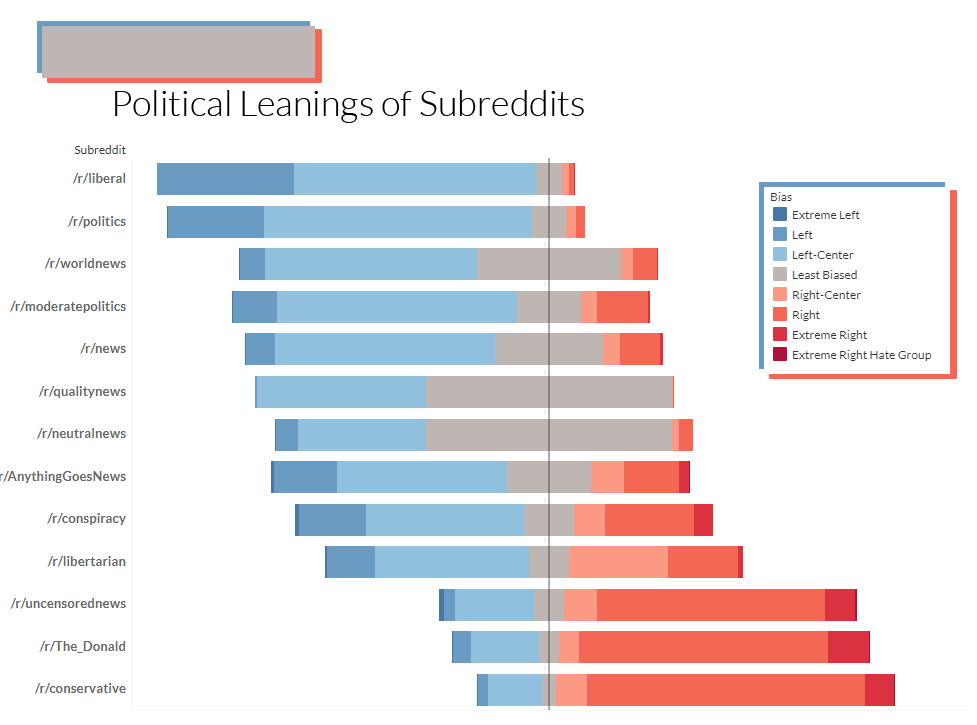 Political Leanings of Subreddits
Subreddit
/r/liberal
/r/politics
/r/worldnews
/r/moderatepolitics
/r/news
/r/qualitynews
/r/neutralnews
r/AnythingGoesNews
/r/conspiracy
/r/libertarian
/r/uncensorednews
/r/The_Donald
/r/conservative
Bias
Extreme Left
Left
Left-Center
Least Biased
Right-Center
Right
Extreme Right
Extreme Right Hate Group